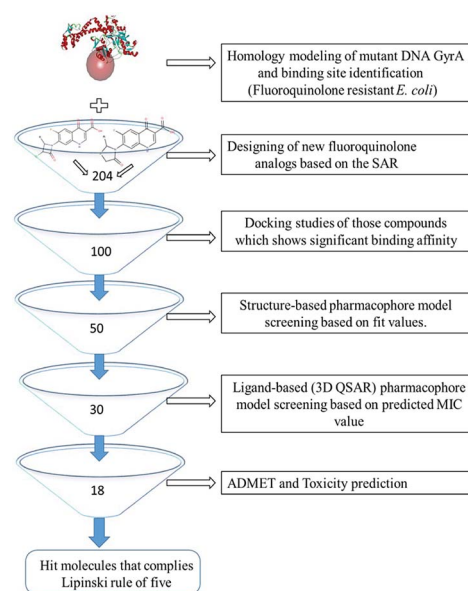 Homology modeling of mutant DNA GyrA
and binding site identification
(Fluoroquinolone resistant E. coli)
Designing of new fluoroquinolone
analogs based on the SAR
204
Docking studies of those compounds
which shows significant binding affinity
100
Structure-based pharmacophore model
screening based on fit values.
50
Ligand-based (3D QSAR) pharmacophore
model screening based on predicted MIC
value
30
ADMET and Toxicity prediction
18
Hit molecules that complies
Lipinski rule of five